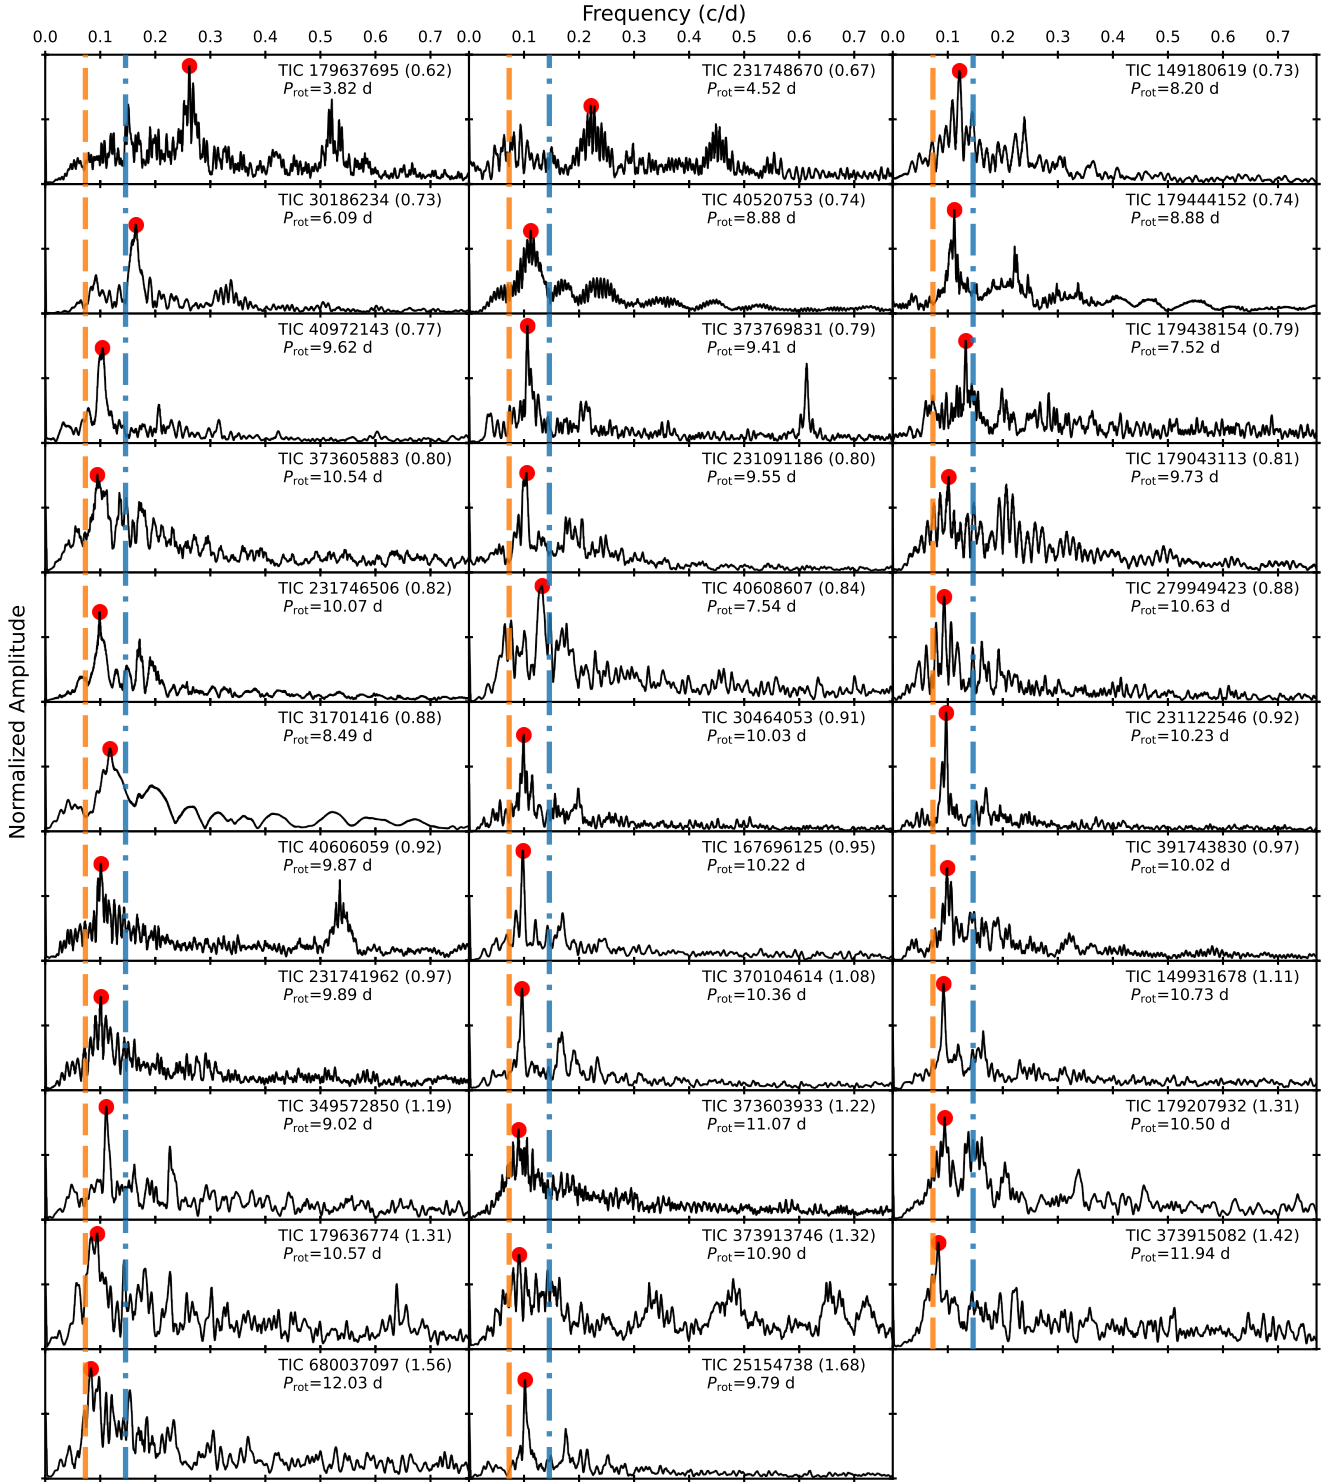 Frequency (c/d)
0.0 0.1 0.2 0.3 0.4 0.5 0.6 0.7 0.0 0.1 0.2 0.3 0.4 0.5 0.6 0.7 0.0 0.1 0.2 0.3 0.4 0.5 0.6 0.7
Normalized Amplitude
TIC 179637695 (0.62)
Prot=3.82 d
TIC 231748670 (0.67)
Prot=4.52 d
TIC 149180619 (0.73)
Prot=8.20 d
TIC 30186234 (0.73)
Prot=6.09 d
TIC 40520753 (0.74)
Prot=8.88 d
TIC 179444152 (0.74)
Prot=8.88 d
TIC 40972143 (0.77)
Prot=9.62 d
TIC 373769831 (0.79)
Prot=9.41 d
TIC 179438154 (0.79)
Prot=7.52 d
TIC 373605883 (0.80)
Prot=10.54 d
TIC 231091186 (0.80)
Prot=9.55 d
TIC 179043113 (0.81)
Prot=9.73 d
TIC 231746506 (0.82)
Prot=10.07 d
TIC 40608607 (0.84)
Prot=7.54 d
TIC 279949423 (0.88)
Prot=10.63 d
TIC 31701416 (0.88)
Prot=8.49 d
TIC 30464053 (0.91)
Prot=10.03 d
TIC 231122546 (0.92)
Prot=10.23 d
TIC 40606059 (0.92)
Prot=9.87 d
TIC 167696125 (0.95)
Prot=10.22 d
TIC 391743830 (0.97)
Prot=10.02 d
TIC 231741962 (0.97)
Prot=9.89 d
TIC 370104614 (1.08)
Prot=10.36 d
TIC 149931678 (1.11)
Prot=10.73 d
TIC 349572850 (1.19)
Prot=9.02 d
TIC 373603933 (1.22)
Prot=11.07 d
TIC 179207932 (1.31)
Prot=10.50 d
TIC 179636774 (1.31)
Prot=10.57 d
TIC 373913746 (1.32)
Prot=10.90 d
TIC 373915082 (1.42)
Prot=11.94 d
TIC 680037097 (1.56)
Prot=12.03 d
TIC 25154738 (1.68)
Prot=9.79 d